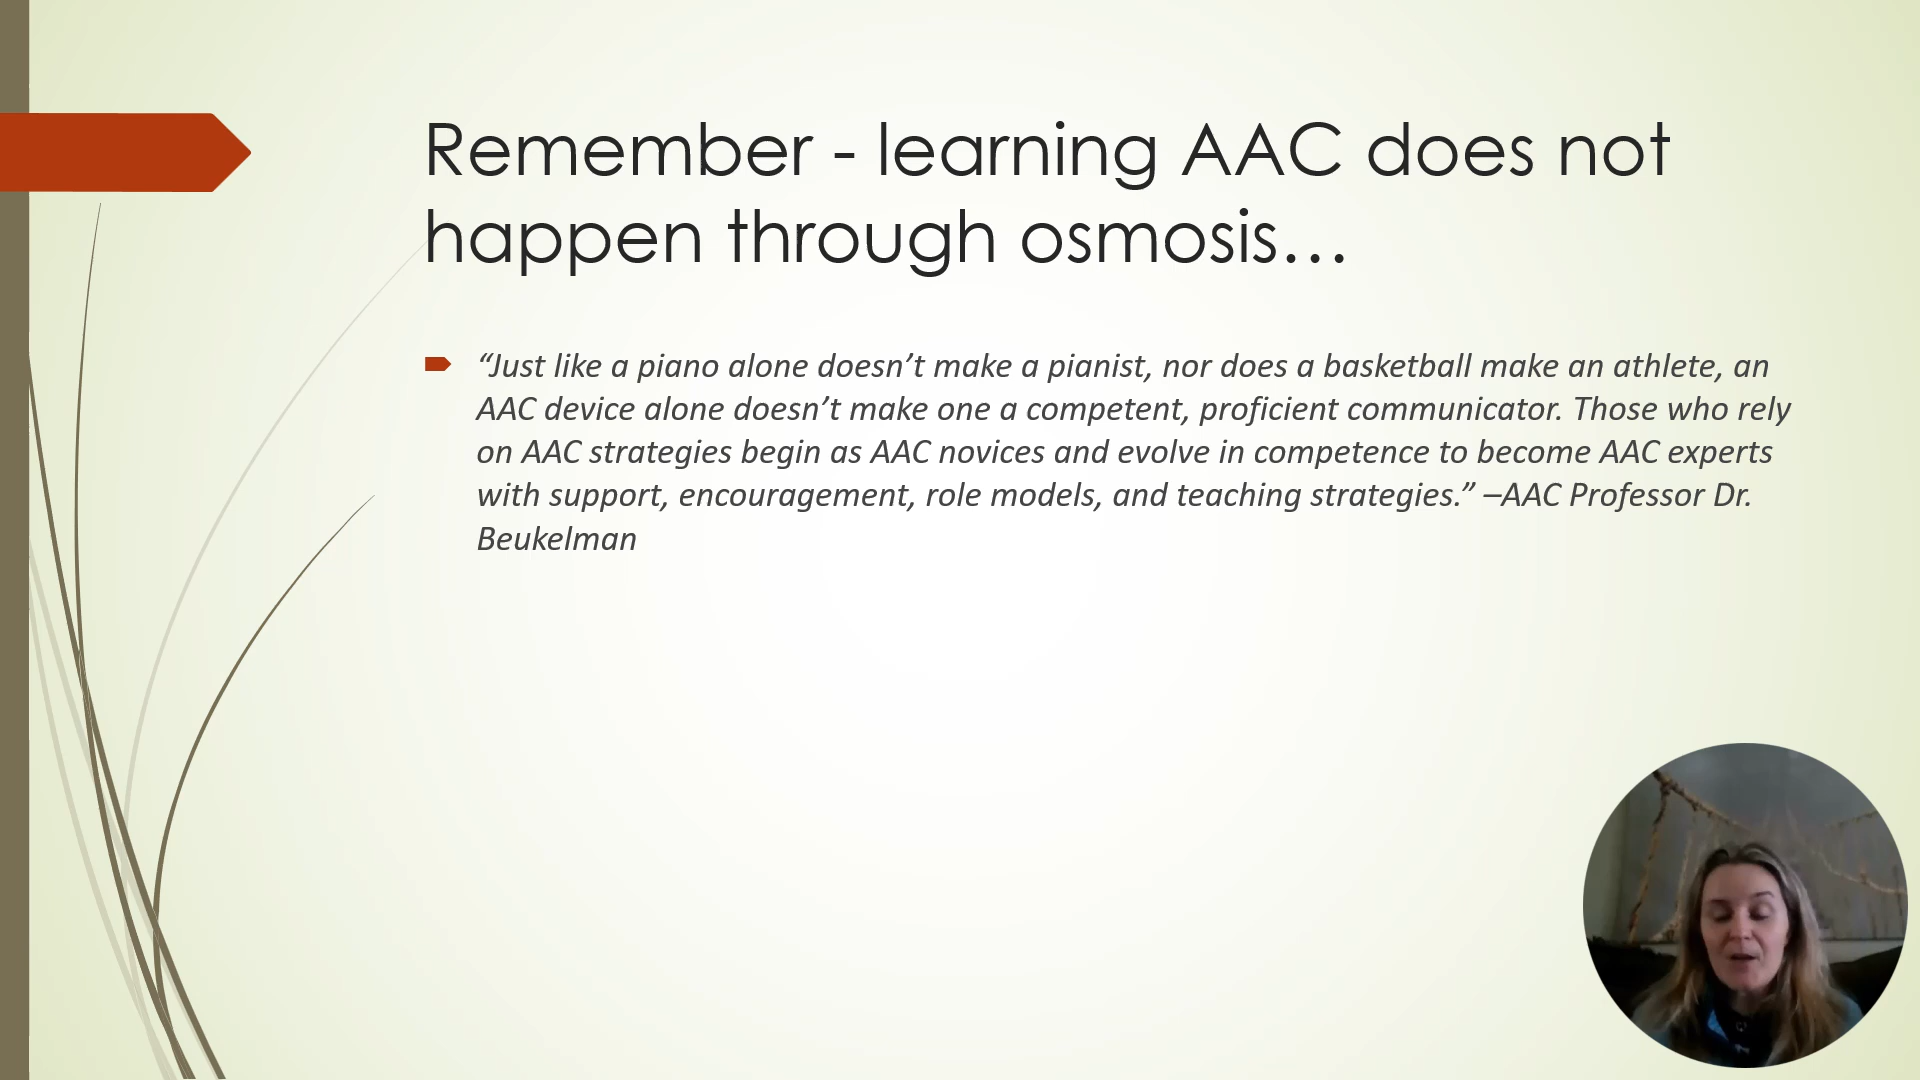 Remember - learning AAC does not
happen through osmosis…
“Just like a piano alone doesn’t make a pianist, nor does a basketball make an athlete, an
AAC device alone doesn’t make one a competent, proficient communicator. Those who rely
on AAC strategies begin as AAC novices and evolve in competence to become AAC experts
with support, encouragement, role models, and teaching strategies.” –AAC Professor Dr.
Beukelman